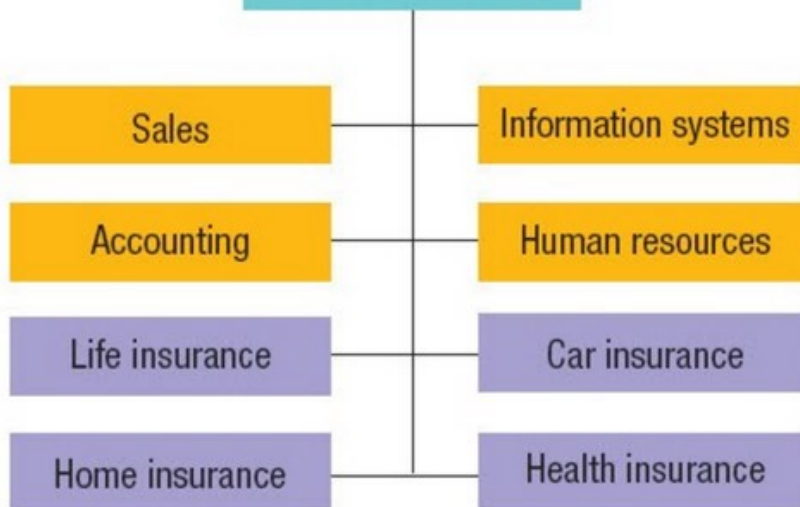 Sales
Information systems
Accounting
Human resources
Life insurance
Car insurance
Home insurance
Health insurance